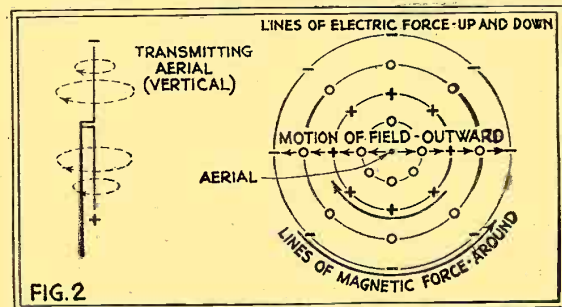 LINES OF ELECTRIC FORCE-UP AND DOWN
TRANSMITTING
AERIAL
(VERTICAL)
MOTION OF FIELD-OUTWARD
AERIAL
LINES OF MAGNETIC FORCE-AROUND
FIG.2